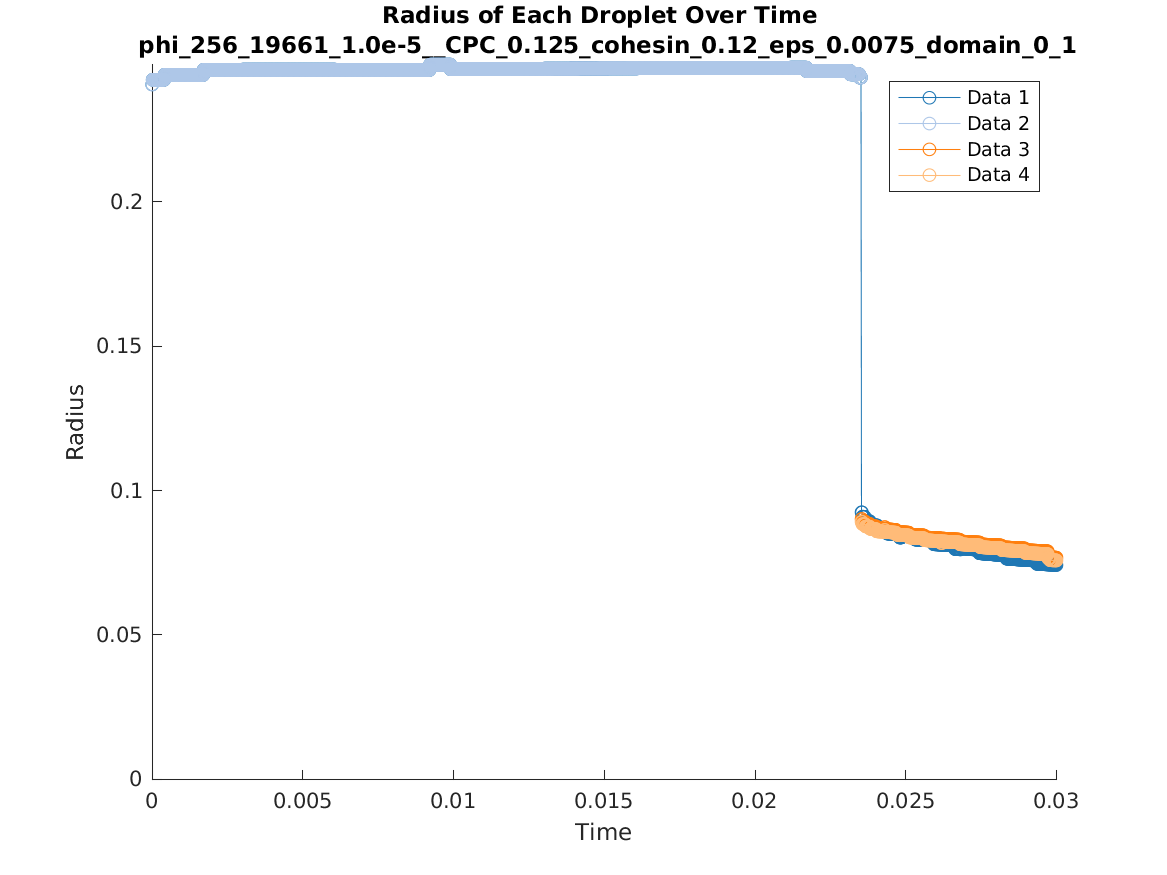 Radius of Each Droplet Over Time
phi_256_19661_1.0e-5__CPC_0.125_cohesin_0.12_eps_0.0075_domain_0_1
Data 1
Data 2
Data 3
Data 4
0.2
0.15
0.1
0.05
0
Radius
0
0.005
0.01
0.015
0.02
0.025
0.03
Time